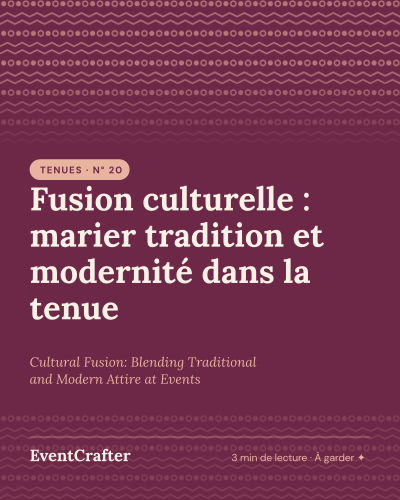 TENUES · N° 20
Fusion culturelle :
marier tradition et
modernité dans la
tenue
Cultural Fusion: Blending Traditional
and Modern Attire at Events
EventCrafter
3 min de lecture · À garder ✦